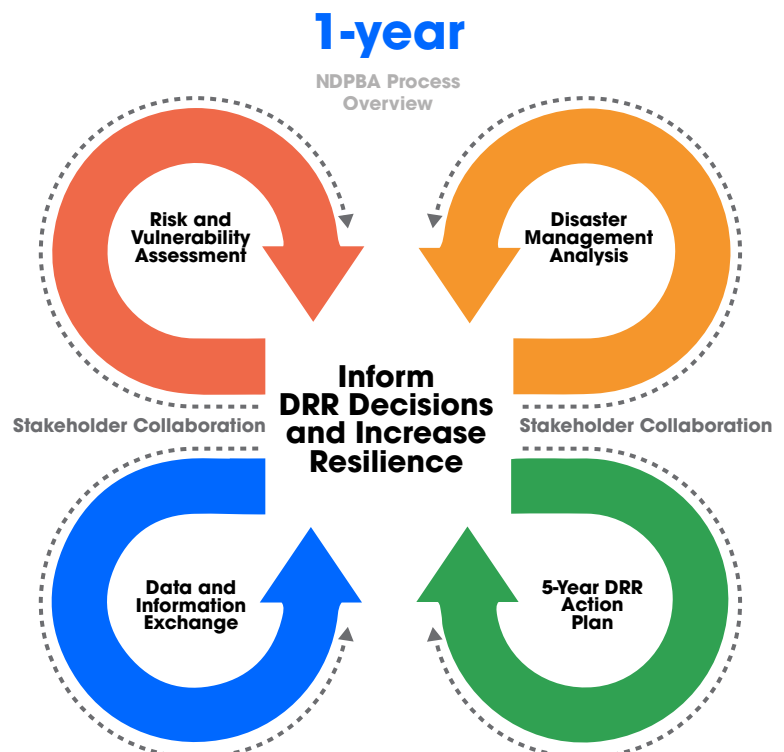 1-year
NDPBA Process
Overview
Risk and
Vulnerability
Assessment
Disaster
Management
Analysis
Inform
DRR Decisions
and Increase
Resilience
Stakeholder Collaboration
Stakeholder Collaboration
Data and
Information
Exchange
5-Year DRR
Action
Plan